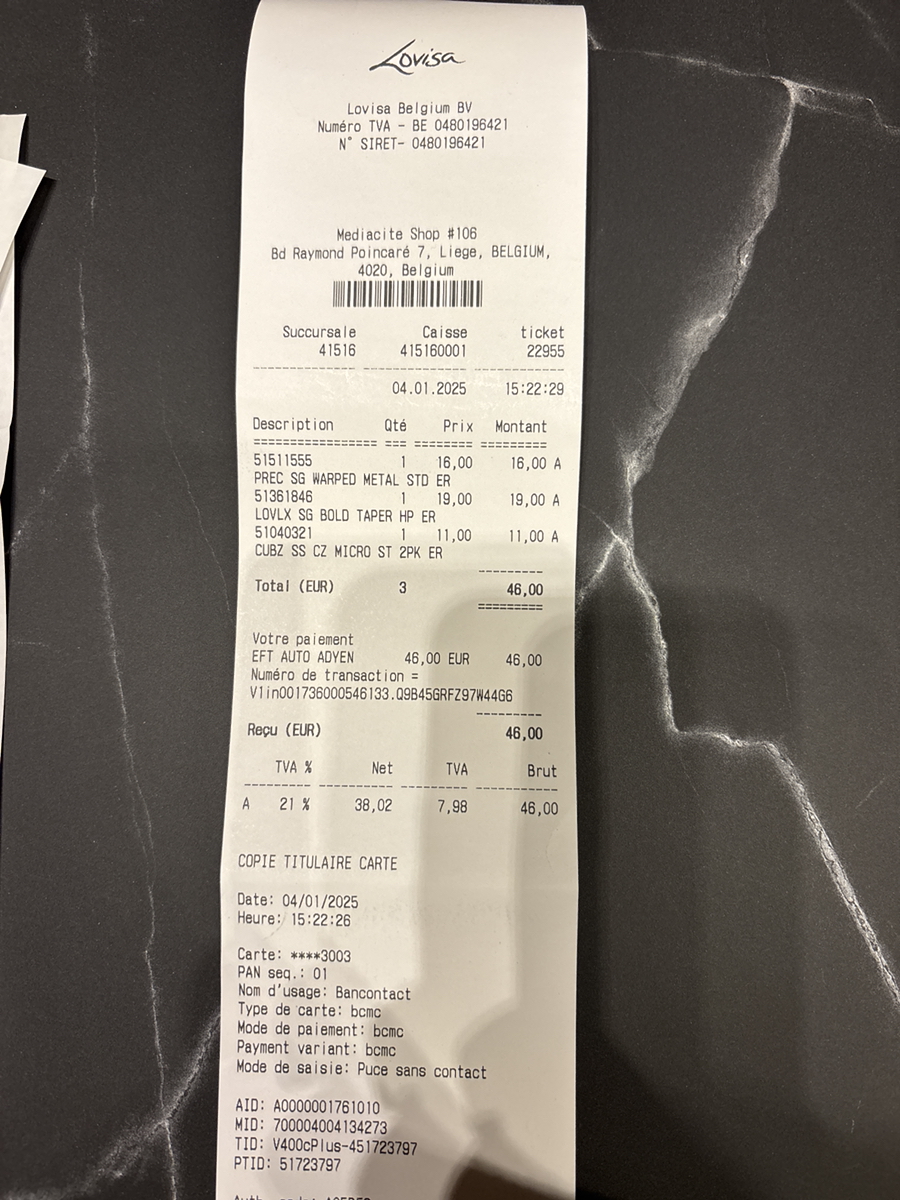 Lovisa
Lovisa Belgium BV
Numéro TVA - BE 0480196421
N° SIRET- 0480196421
Mediacite Shop #106
Bd Raymond Poincaré 7, Liege, BELGIUM,
4020, Belgium
Succursale Caisse ticket
41516 415160001 22955
04.01.2025 15:22:29
Description Qté Prix Montant
51511555 1 16,00 16,00 A
PREC SG WARPED METAL STD ER
51361846 1 19,00 19,00 A
LOVLX SG BOLD TAPER HP ER
51040321 1 11,00 11,00 A
CUBZ SS CZ MICRO ST 2PK ER
Total (EUR) 3 46,00
Votre paiement
EFT AUTO ADYEN 46,00 EUR 46,00
Numéro de transaction =
V1in001736000546133.Q9B45GRFZ97W44G6
Reçu (EUR) 46,00
TVA % Net TVA Brut
A 21 % 38,02 7,98 46,00
COPIE TITULAIRE CARTE
Date: 04/01/2025
Heure: 15:22:26
Carte: ****3003
PAN seq.: 01
Nom d'usage: Bancontact
Type de carte: bcmc
Mode de paiement: bcmc
Payment variant: bcmc
Mode de saisie: Puce sans contact
AID: A0000001761010
MID: 700004004134273
TID: V400cPlus-451723797
PTID: 51723797